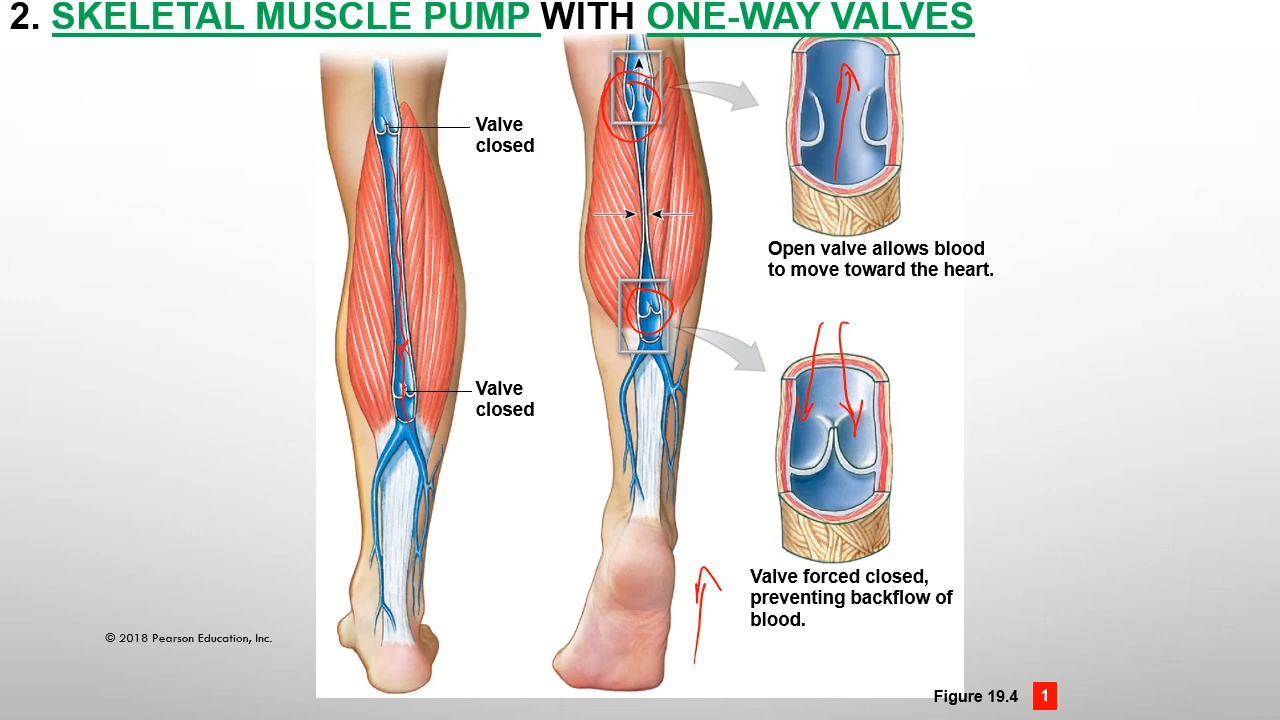 2. SKELETAL MUSCLE PUMP WITH ONE-WAY VALVES
Valve
closed
Valve
closed
Open valve allows blood
to move toward the heart.
Valve forced closed,
preventing backflow of
blood.
© 2018 Pearson Education, Inc.
Figure 19.4
1